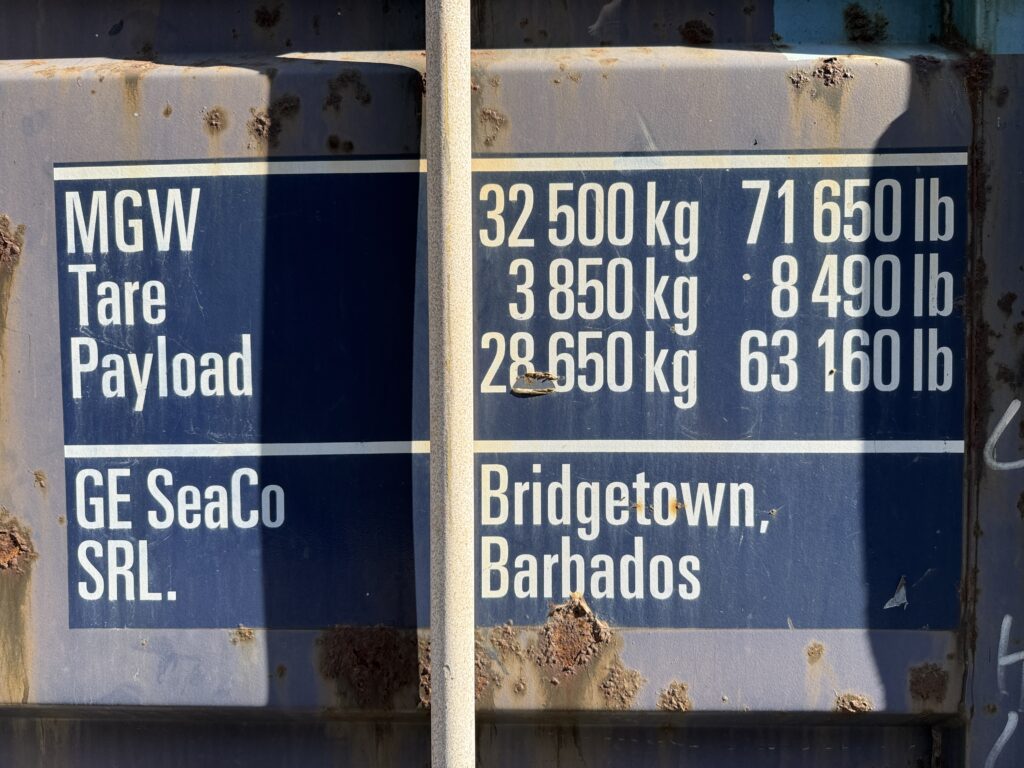 MGW 32 500 kg 71 650 lb
Tare 3 850 kg 8 490 lb
Payload 28 650 kg 63 160 lb
GE SeaCo Bridgetown,
SRL. Barbados